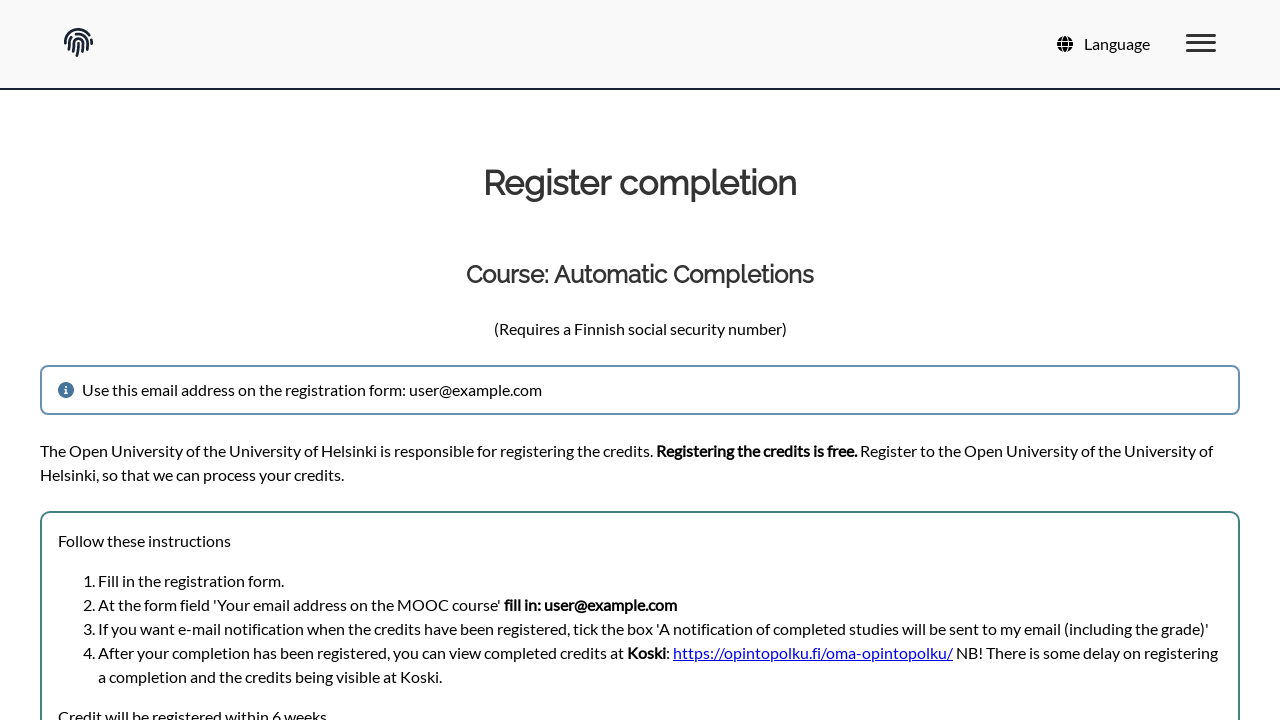 Language
Register completion
Course: Automatic Completions
(Requires a Finnish social security number)
Use this email address on the registration form: user@example.com
The Open University of the University of Helsinki is responsible for registering the credits. Registering the credits is free. Register to the Open University of the University of
Helsinki, so that we can process your credits.
Follow these instructions
1. Fill in the registration form.
2. At the form field 'Your email address on the MOOC course' fill in: user@example.com
3. If you want e-mail notification when the credits have been registered, tick the box 'A notification of completed studies will be sent to my email (including the grade)'
4. After your completion has been registered, you can view completed credits at Koski: https://opintopolku.fi/oma-opintopolku/ NB! There is some delay on registering
a completion and the credits being visible at Koski.
Credit will be registered within 6 weeks.